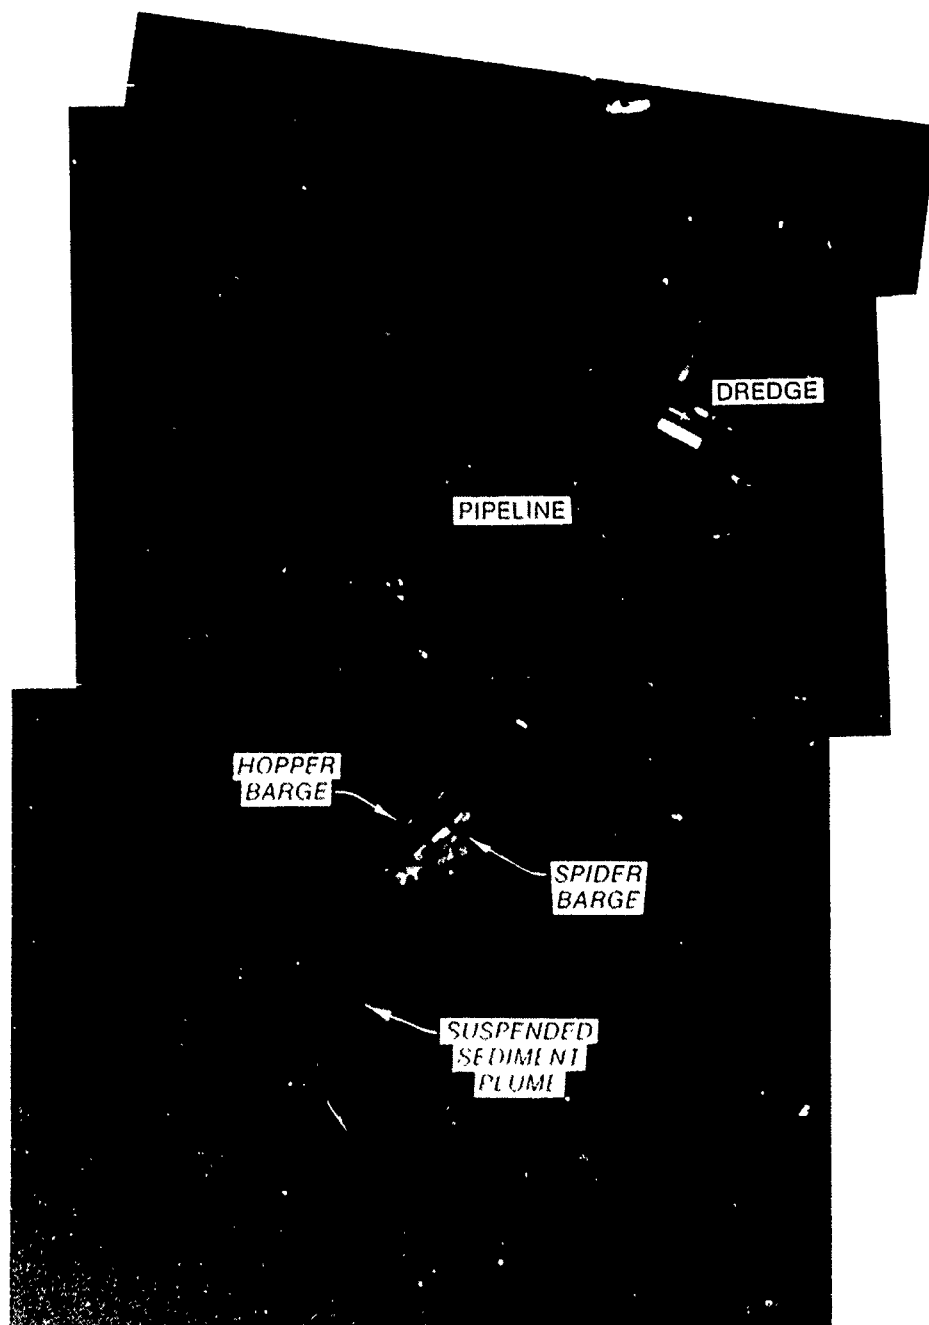 DREDGE
PIPELINE
HOPPER
BARGE
SPIDER
BARGE
SUSPENDED
SEDIMENT
PLUME